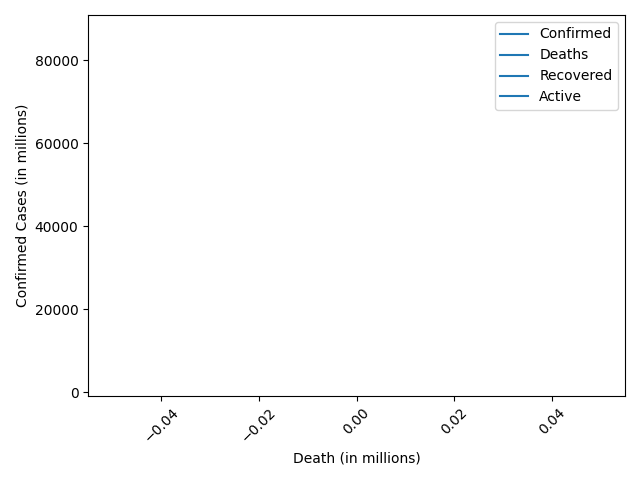 Confirmed
Deaths
Recovered
Active
80000
60000
40000
20000
0
Confirmed Cases (in millions)
−0.04
−0.02
0.00
0.02
0.04
Death (in millions)